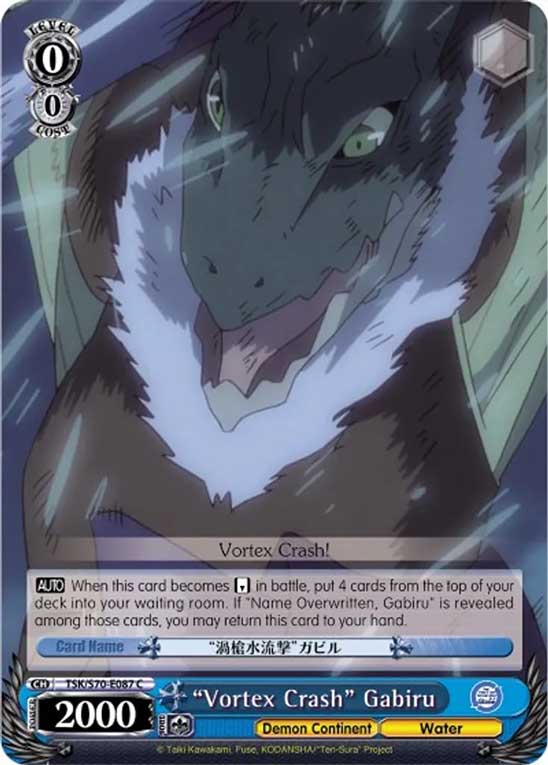 LEVEL
0
0
COST
Vortex Crash!
AUTO When this card becomes in battle, put 4 cards from the top of your
deck into your waiting room. If "Name Overwritten, Gabiru" is revealed
among those cards, you may return this card to your hand.
Card Name "渦槍水流撃"ガビル
CH TSK/S70-E087 C
"Vortex Crash" Gabiru
POWER 2000 SOUL
Demon Continent Water
© Taiki Kawakami, Fuse, KODANSHA/"Ten-Sura" Project